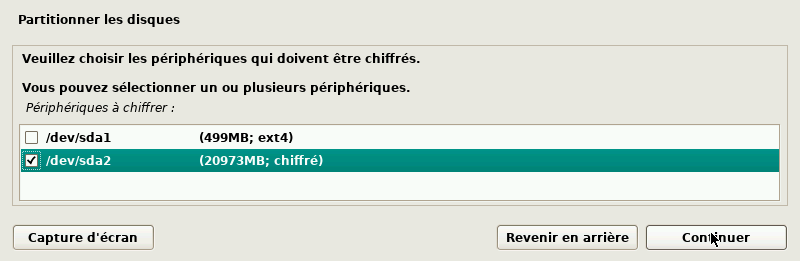 Partitionner les disques
Veuillez choisir les périphériques qui doivent être chiffrés.
Vous pouvez sélectionner un ou plusieurs périphériques.
Périphériques à chiffrer :
/dev/sda1 (499MB; ext4)
/dev/sda2 (20973MB; chiffré)
Capture d'écran Revenir en arrière Continuer